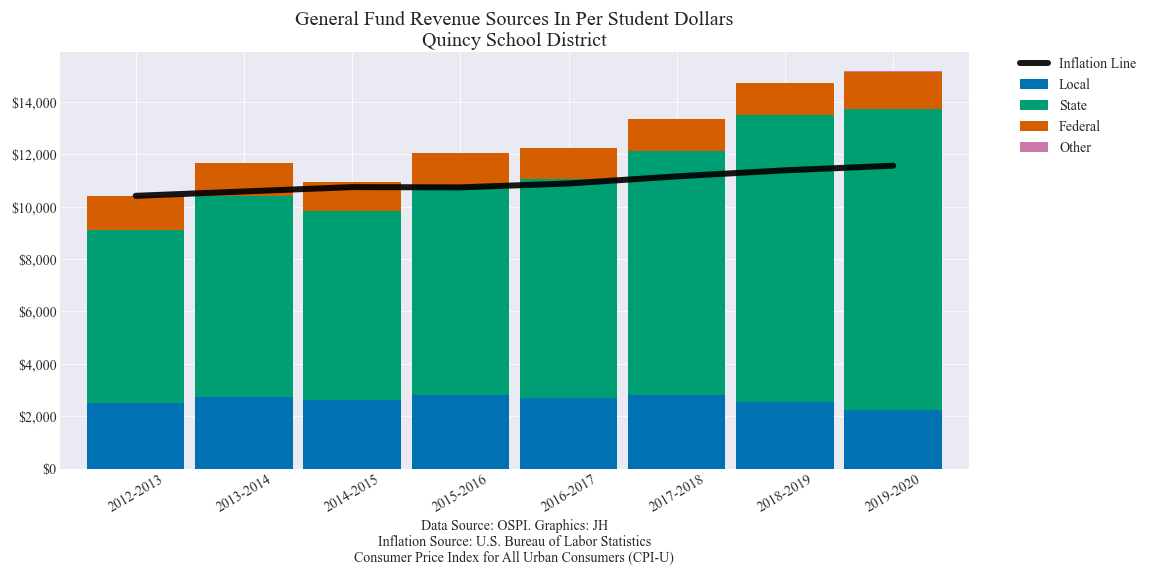 General Fund Revenue Sources In Per Student Dollars
Quincy School District
Inflation Line
Local
State
Federal
Other
$14,000
$12,000
$10,000
$8,000
$6,000
$4,000
$2,000
$0
2012-2013
2013-2014
2014-2015
2015-2016
2016-2017
2017-2018
2018-2019
2019-2020
Data Source: OSPI. Graphics: JH
Inflation Source: U.S. Bureau of Labor Statistics
Consumer Price Index for All Urban Consumers (CPI-U)